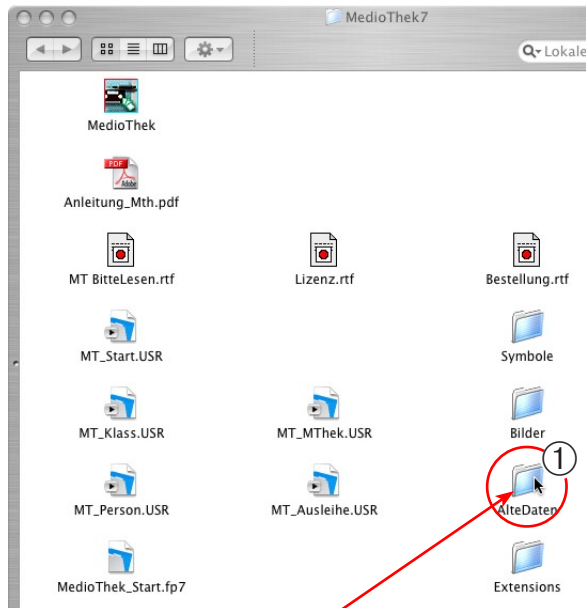 MedioThek7
Lokale
MedioThek
PDF
Adobe
Anleitung_Mth.pdf
MT BitteLesen.rtf
Lizenz.rtf
Bestellung.rtf
MT_Start.USR
Symbole
MT_Klass.USR
MT_MThek.USR
Bilder
1
MT_Person.USR
MT_Ausleihe.USR
AlteDaten
MedioThek_Start.fp7
Extensions